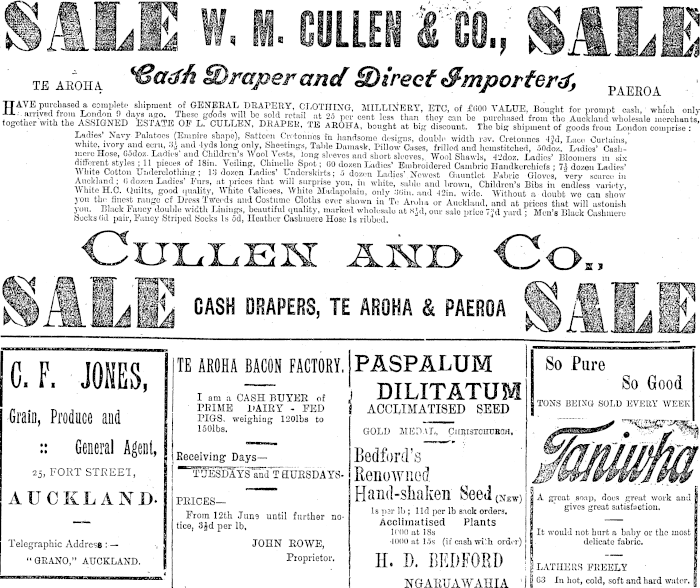 SALE W. M. CULLEN & CO., SALE
Cash Draper and Direct Importers,
TE AROHA
PAEROA
HAVE purchased a complete shipment of GENERAL DRAPERY, CLOTHING, MILLINERY, ETC, of £600 VALUE, Bought for prompt cash, which only
arrived from London 9 days ago. These goods will be sold retail at 25 per cent less than they can be purchased from the Auckland wholesale merchants,
together with the ASSIGNED ESTATE OF L. CULLEN, DRAPER, TE AROHA, bought at big discount. The big shipment of goods from London comprise :
Ladies' Navy Paletots (Empire shape), Satteen Cretonnes in handsome designs, double width rev. Cretonnes 4¾d, Lace Curtains,
white, ivory and ecru, 3½ and 4yds long only, Sheetings, Table Damask, Pillow Cases, frilled and hemstitched, 50doz. Ladies' Cash-
mere Hose, 65doz. Ladies' and Children's Wool Vests, long sleeves and short sleeves, Wool Shawls, 42doz. Ladies' Bloomers in six
different styles ; 11 pieces of 18in. Veiling, Chinelle Spot ; 60 dozen Ladies' Embroidered Cambric Handkerchiefs ; 7½ dozen Ladies'
White Cotton Underclothing ; 13 dozen Ladies' Underskirts ; 5 dozen Ladies' Newest Gauntlet Fabric Gloves, very scarce in
Auckland ; 6 dozen Ladies' Furs, at prices that will surprise you, in white, sable and brown, Children's Bibs in endless variety,
White H.C. Quilts, good quality, White Calicoes, White Madapolain, only 36in. and 42in. wide. Without a doubt we can show
you the finest range of Dress Tweeds and Costume Cloths ever shown in Te Aroha or Auckland, and at prices that will astonish
you. Black Fancy double width Linings, beautiful quality, marked wholesale at 8½d, our sale price 7¾d yard ; Men's Black Cashmere
Socks 6d pair, Fancy Striped Socks 1s 5d, Heather Cashmere Hose 1s ribbed.
CULLEN AND CO.,
SALE CASH DRAPERS, TE AROHA & PAEROA SALE
C. F. JONES,
Grain, Produce and
:: General Agent,
25, FORT STREET,
AUCKLAND.
Telegraphic Address :—
"GRANO," AUCKLAND.
TE AROHA BACON FACTORY.
I am a CASH BUYER of
PRIME DAIRY - FED
PIGS, weighing 120lbs to
150lbs.
Receiving Days—
TUESDAYS and THURSDAYS.
PRICES—
From 12th June until further no-
tice, 3½d per lb.
JOHN ROWE,
Proprietor.
PASPALUM
DILITATUM
ACCLIMATISED SEED
GOLD MEDAL, CHRISTCHURCH,
Bedford's
Renowned
Hand-shaken Seed (NEW)
1s per lb ; 11d per lb sack orders.
Acclimatised Plants
1000 at 18s
4000 at 15s (if cash with order)
H. D. BEDFORD
NGARUAWAHIA
So Pure
So Good
TONS BEING SOLD EVERY WEEK
Taniwha
A great soap, does great work and
gives great satisfaction.
It would not hurt a baby or the most
delicate fabric.
LATHERS FREELY
63 In hot, cold, soft and hard water.